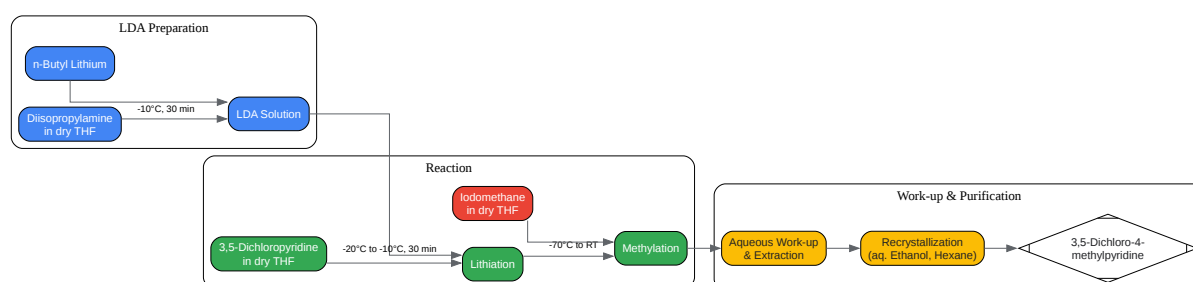 LDA Preparation
n-Butyl Lithium
-10°C, 30 min
Diisopropylamine
in dry THF
LDA Solution
Reaction
Iodomethane
in dry THF
3,5-Dichloropyridine
in dry THF
-20°C to -10°C, 30 min
Lithiation
-70°C to RT
Methylation
Work-up & Purification
Aqueous Work-up
& Extraction
Recrystallization
(aq. Ethanol, Hexane)
3,5-Dichloro-4-
methylpyridine